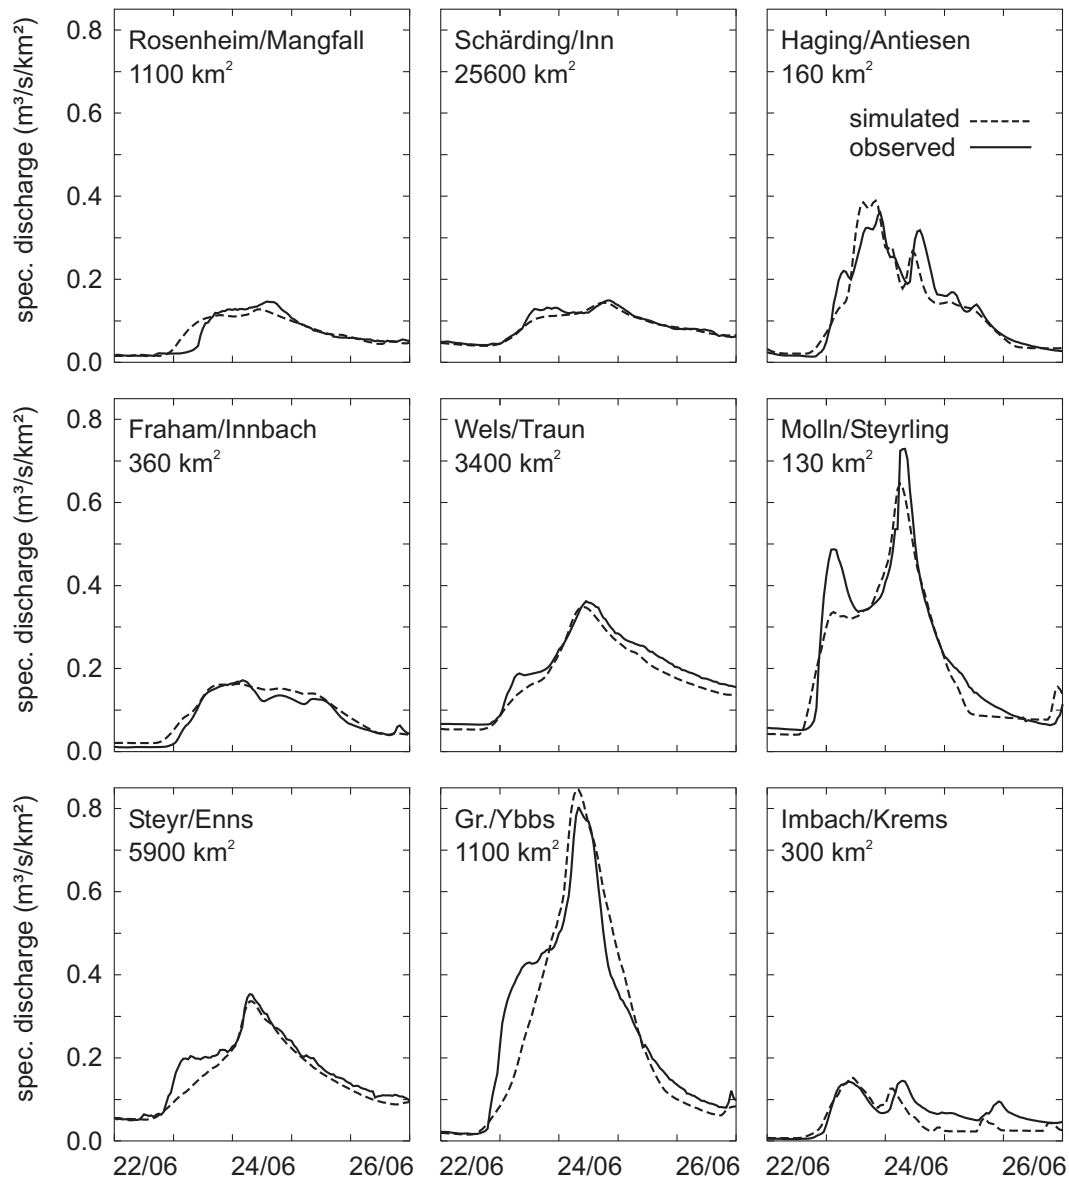 spec. discharge (m³/s/km²)
0.8
0.6
0.4
0.2
0.0
Rosenheim/Mangfall
1100 km²
Schärding/Inn
25600 km²
Haging/Antiesen
160 km²
simulated
observed
spec. discharge (m³/s/km²)
0.8
0.6
0.4
0.2
0.0
Fraham/Innbach
360 km²
Wels/Traun
3400 km²
Molln/Steyrling
130 km²
spec. discharge (m³/s/km²)
0.8
0.6
0.4
0.2
0.0
Steyr/Enns
5900 km²
Gr./Ybbs
1100 km²
Imbach/Krems
300 km²
22/06 24/06 26/06
22/06 24/06 26/06
22/06 24/06 26/06